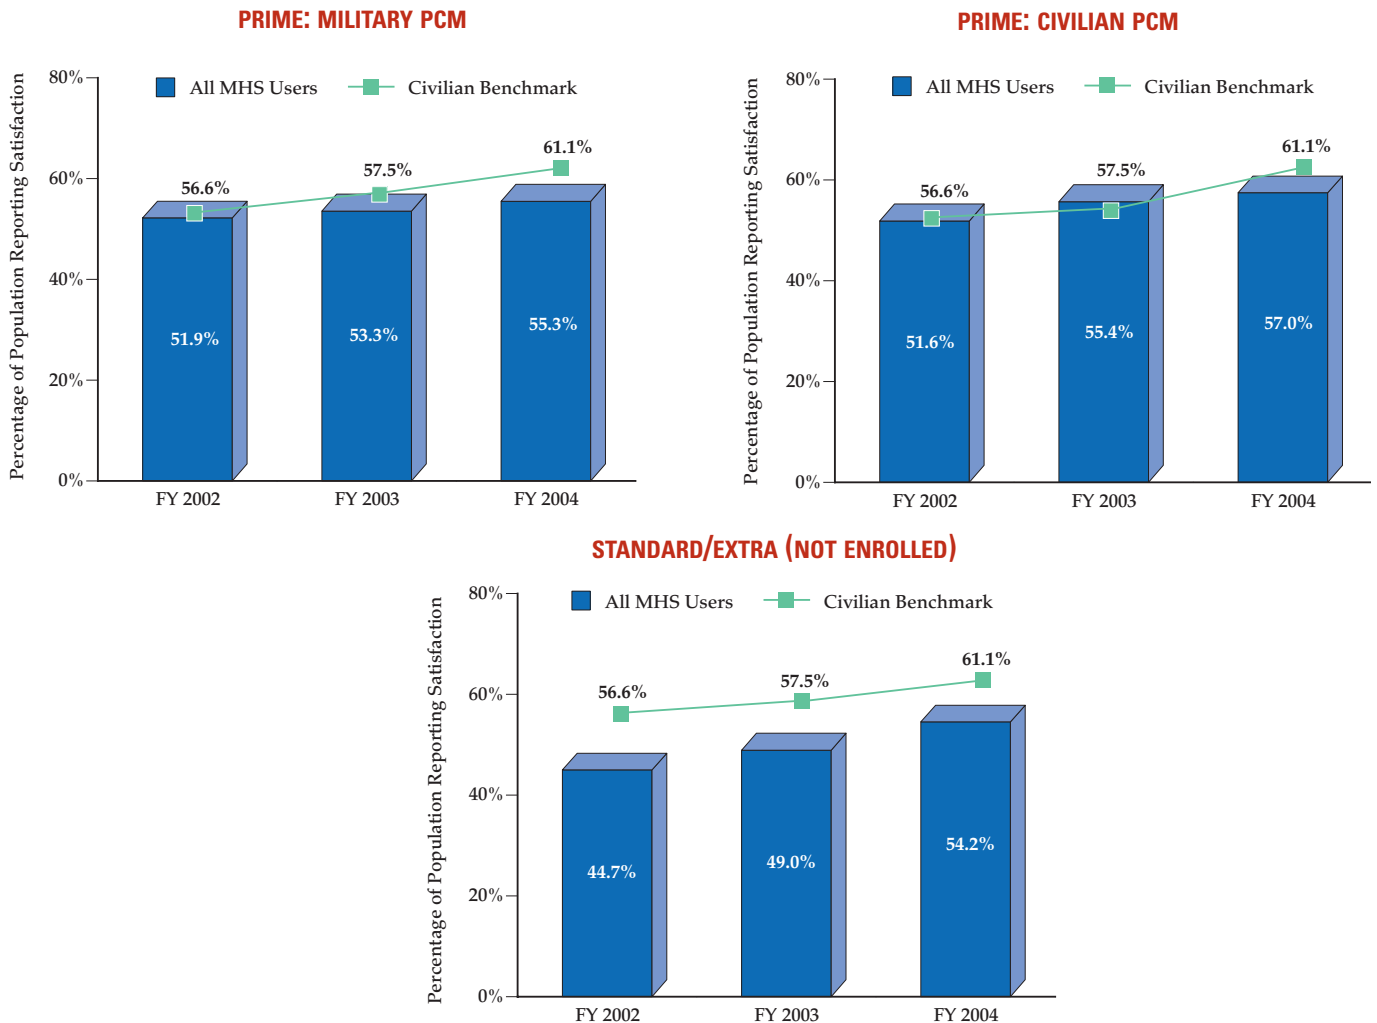 PRIME: MILITARY PCM
Percentage of Population Reporting Satisfaction
All MHS Users
Civilian Benchmark
80%
60%
40%
20%
0%
56.6%
57.5%
61.1%
51.9%
53.3%
55.3%
FY 2002
FY 2003
FY 2004
PRIME: CIVILIAN PCM
Percentage of Population Reporting Satisfaction
All MHS Users
Civilian Benchmark
80%
60%
40%
20%
0%
56.6%
57.5%
61.1%
51.6%
55.4%
57.0%
FY 2002
FY 2003
FY 2004
STANDARD/EXTRA (NOT ENROLLED)
Percentage of Population Reporting Satisfaction
All MHS Users
Civilian Benchmark
80%
60%
40%
20%
0%
56.6%
57.5%
61.1%
44.7%
49.0%
54.2%
FY 2002
FY 2003
FY 2004